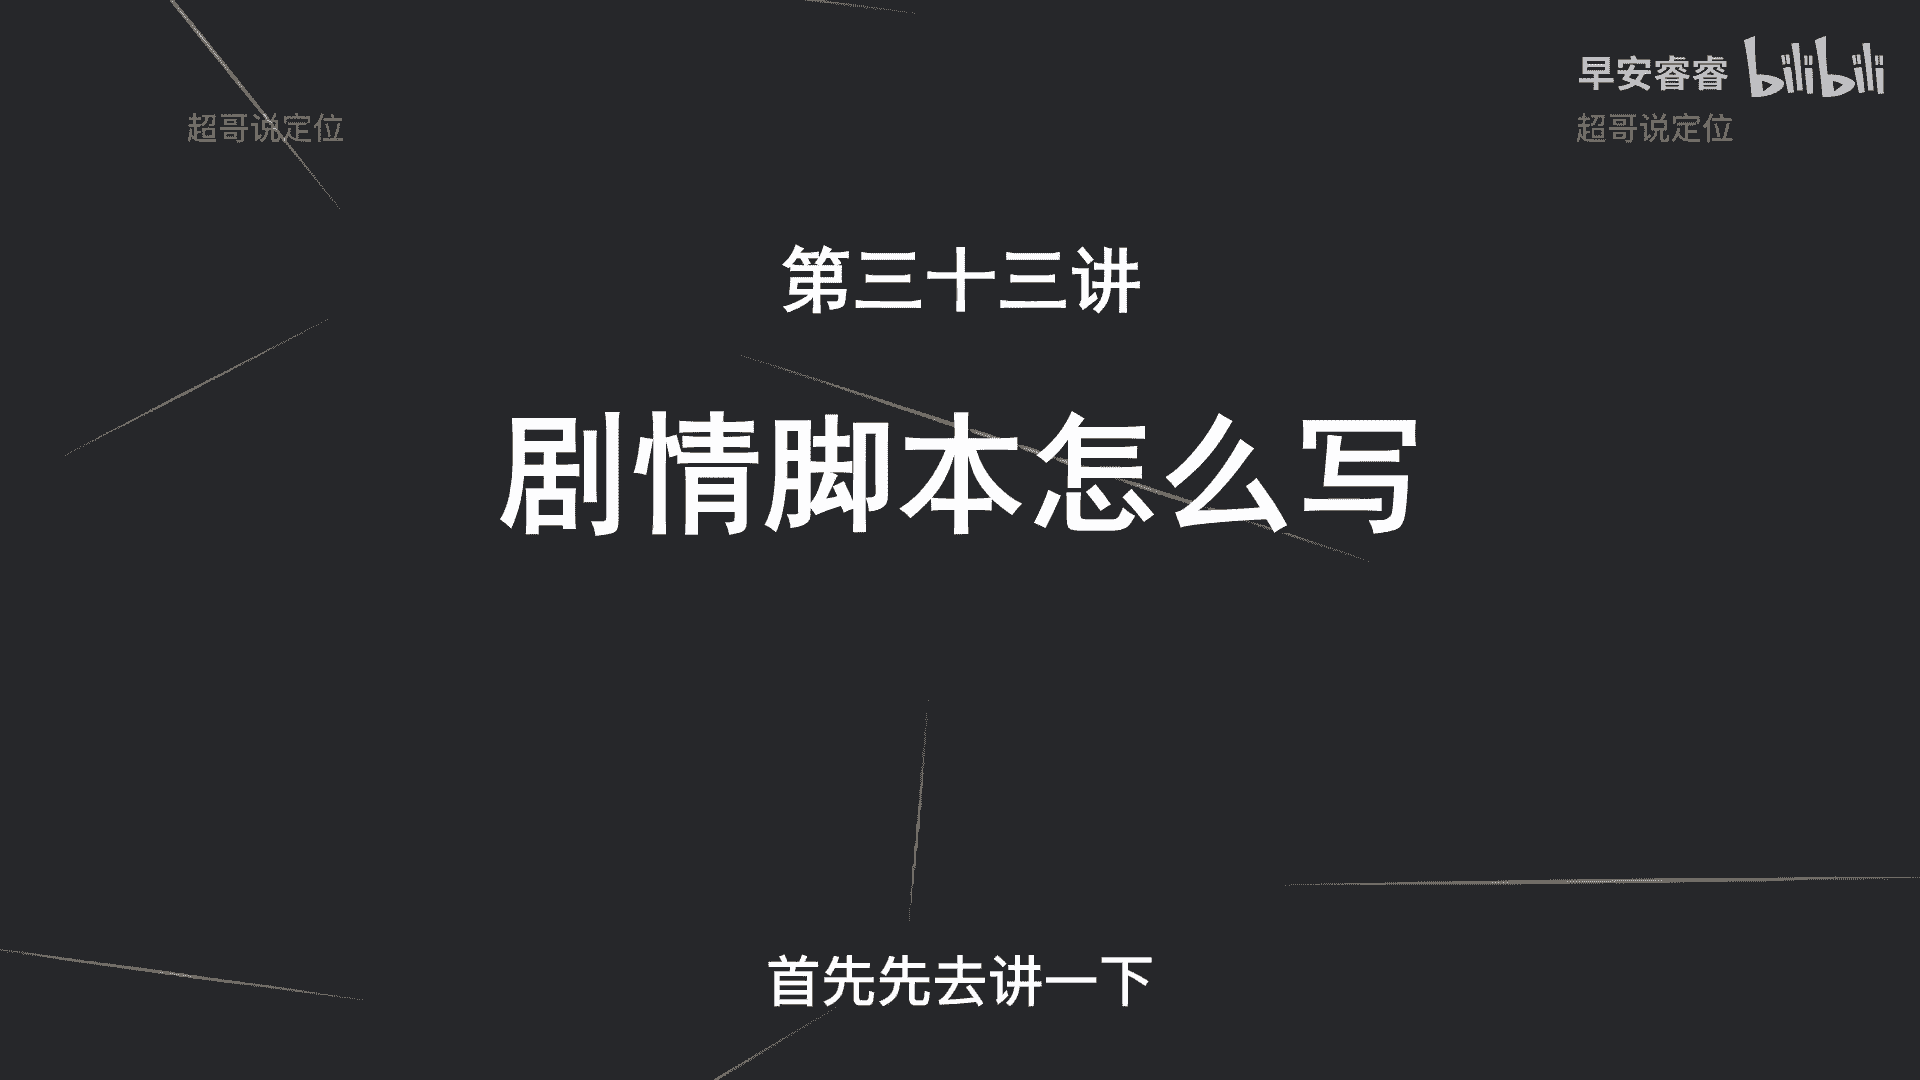 早安睿睿 bilibili
超哥说定位 超哥说定位
第三十三讲
剧情脚本怎么写
首先先去讲一下